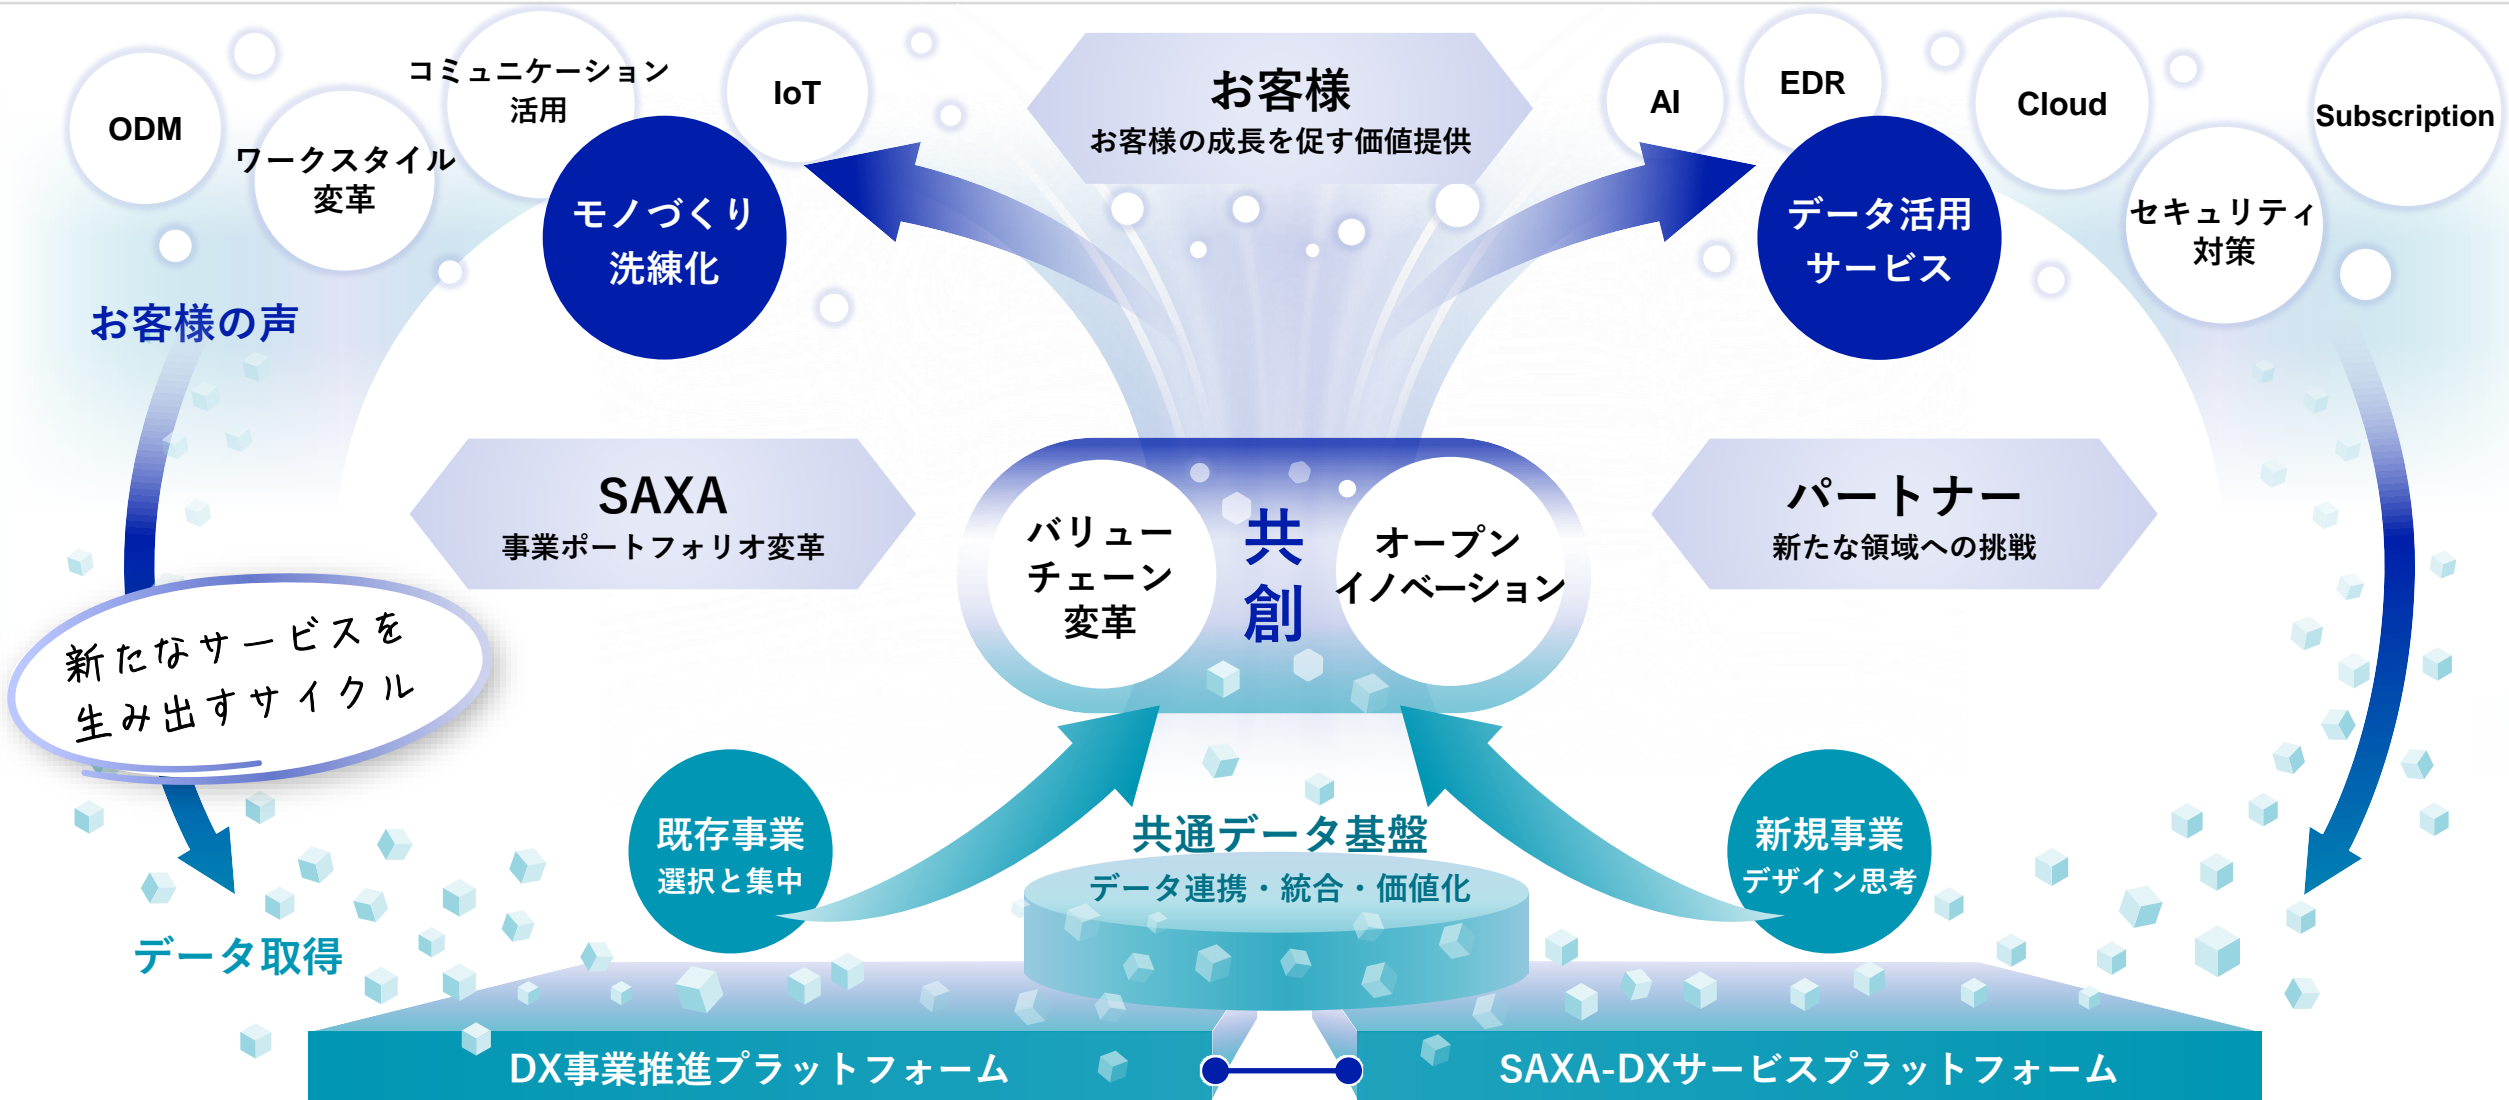 ODM
ワークスタイル
変革
コミュニケーション
活用
IoT
お客様
お客様の成長を促す価値提供
AI
EDR
Cloud
Subscription
セキュリティ
対策
モノづくり
洗練化
データ活用
サービス
お客様の声
SAXA
事業ポートフォリオ変革
バリュー
チェーン
変革
共
創
オープン
イノベーション
パートナー
新たな領域への挑戦
新たなサービスを
生み出すサイクル
既存事業
選択と集中
共通データ基盤
データ連携・統合・価値化
新規事業
デザイン思考
データ取得
DX事業推進プラットフォーム
SAXA-DXサービスプラットフォーム